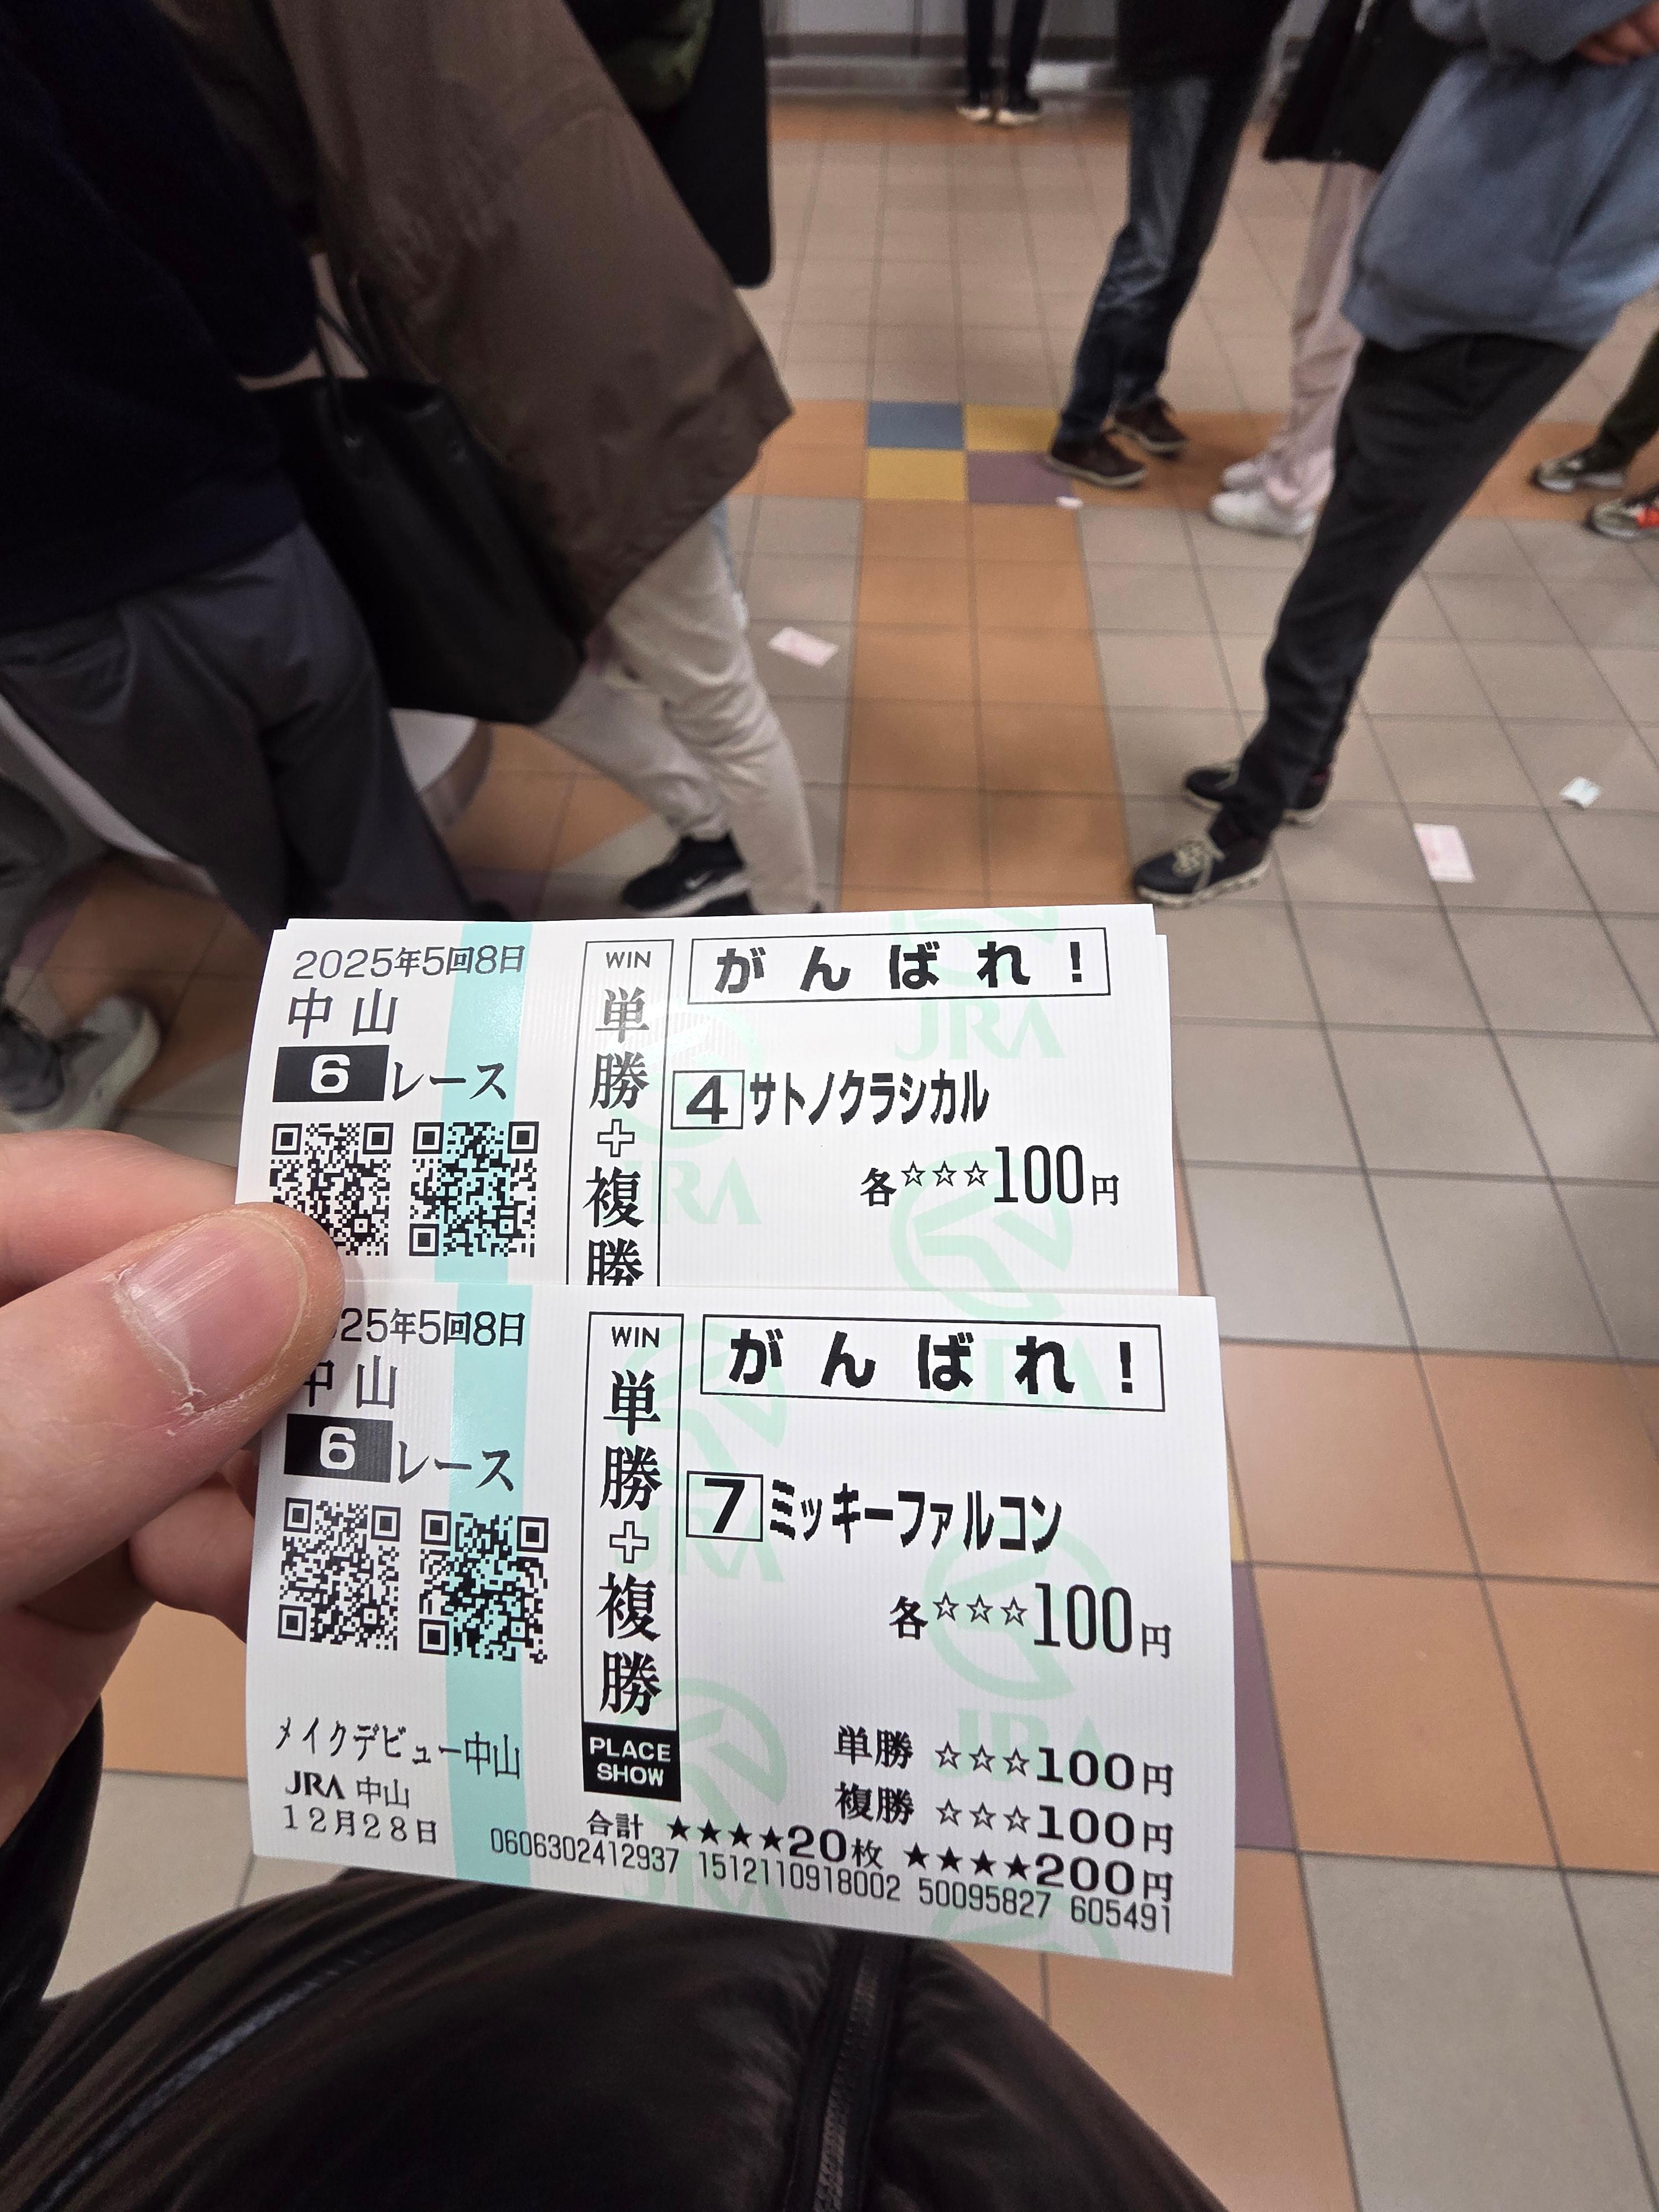 2025年5回8日
中山
6レース
WIN
単勝+複勝
がんばれ!
4 サトノクラシカル
各☆☆☆100円
25年5回8日
中山
6レース
WIN
単勝+複勝
PLACE
SHOW
がんばれ!
7 ミッキーファルコン
各☆☆☆100円
メイクデビュー中山
JRA 中山
12月28日
単勝 ☆☆☆100円
複勝 ☆☆☆100円
合計 ★★★★20枚 ★★★★200円
0606302412937 1512110918002 50095827 605491
JRA
JRA
JRA
JRA
JRA